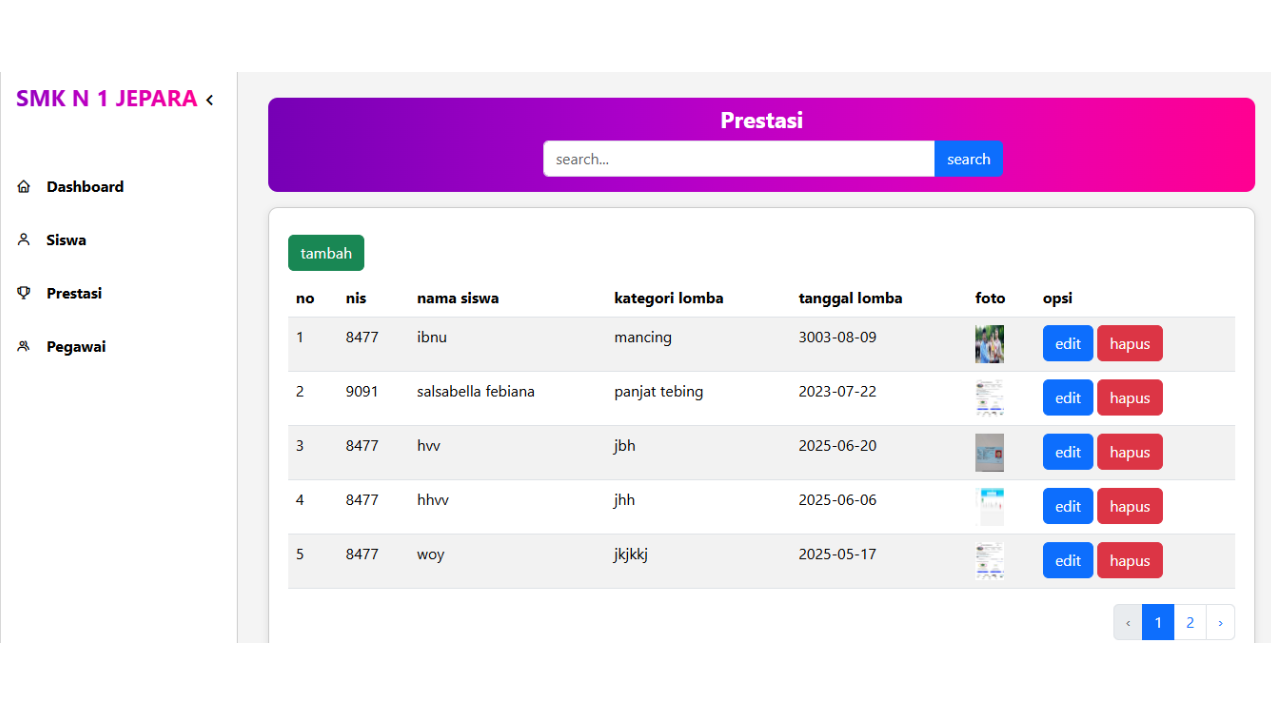 SMK N 1 JEPARA
Dashboard
Siswa
Prestasi
Pegawai
Prestasi
search... search
tambah
no nis nama siswa kategori lomba tanggal lomba foto opsi
1 8477 ibnu mancing 3003-08-09 edit hapus
2 9091 salsabella febiana panjat tebing 2023-07-22 edit hapus
3 8477 hvv jbh 2025-06-20 edit hapus
4 8477 hhvv jhh 2025-06-06 edit hapus
5 8477 woy jkjkkj 2025-05-17 edit hapus
‹ 1 2 ›